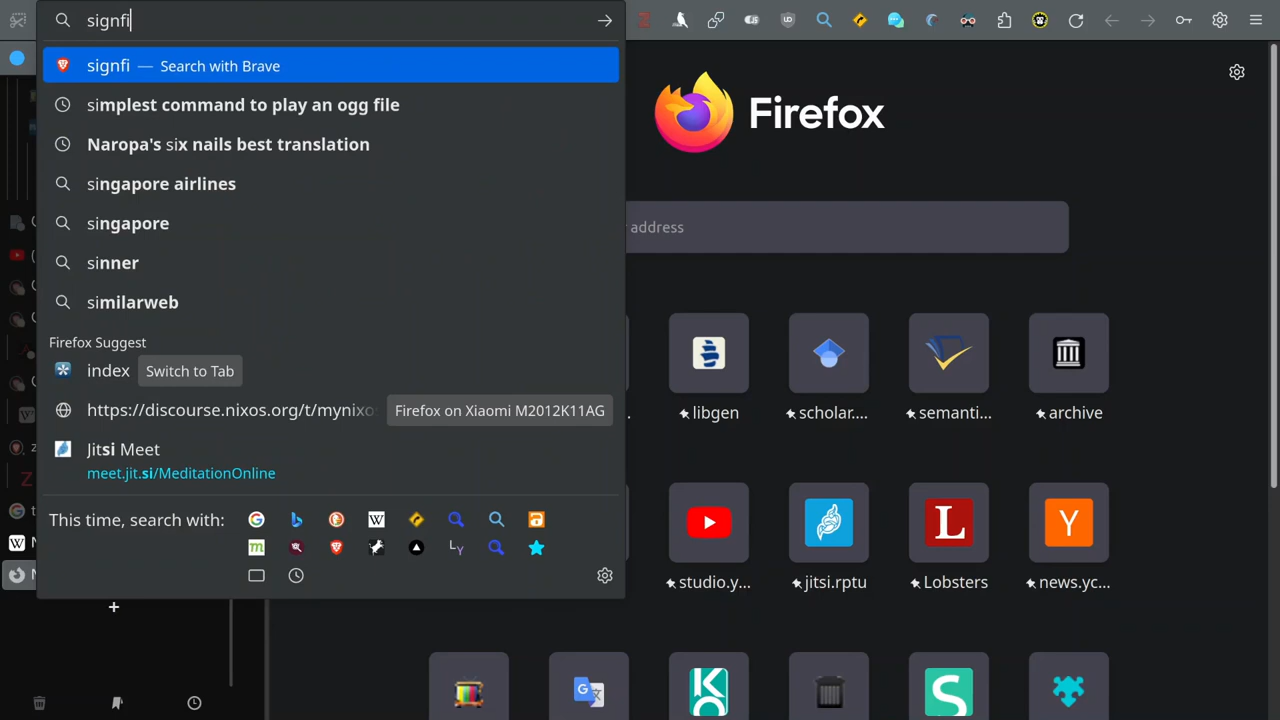 signfi
signfi — Search with Brave
simplest command to play an ogg file
Naropa's six nails best translation
singapore airlines
singapore
sinner
similarweb
Firefox Suggest
index Switch to Tab
https://discourse.nixos.org/t/mynixo Firefox on Xiaomi M2012K11AG
Jitsi Meet
meet.jit.si/MeditationOnline
This time, search with:
Firefox
address
libgen
scholar....
semanti...
archive
studio.y...
jitsi.rptu
Lobsters
news.yc...